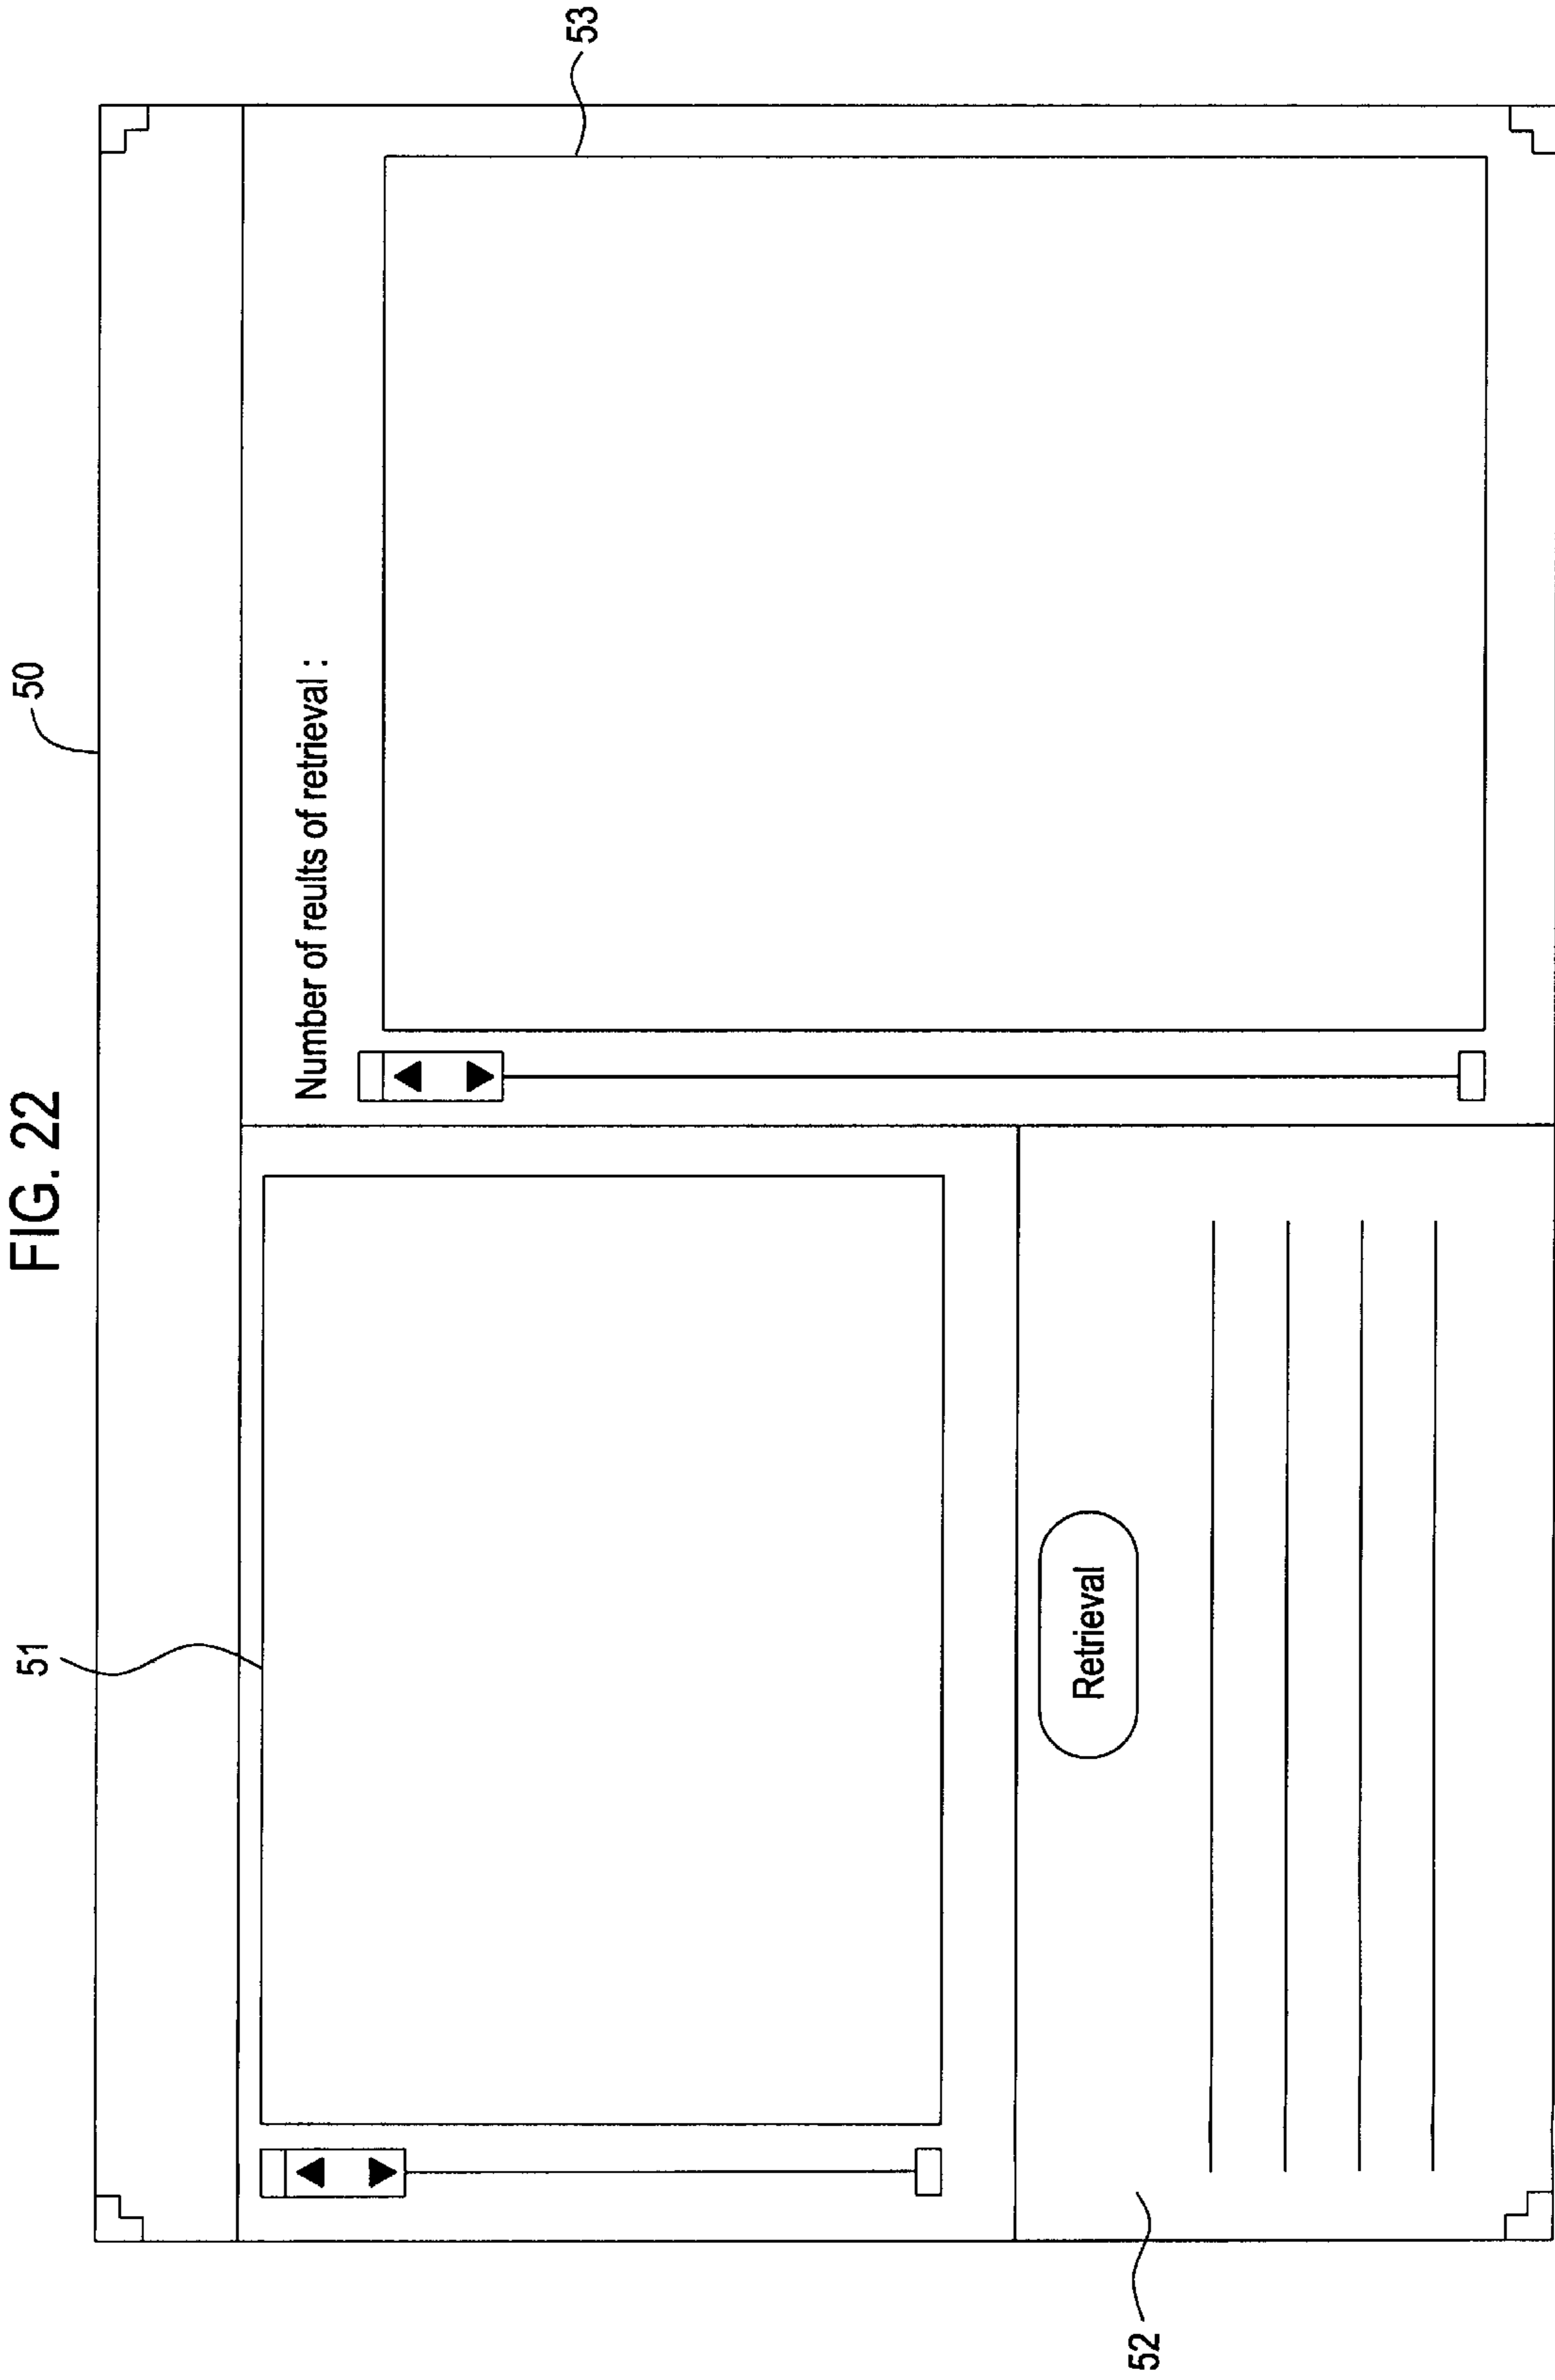 FIG. 22
50
51
Number of reults of retrieval :
53
Retrieval
52